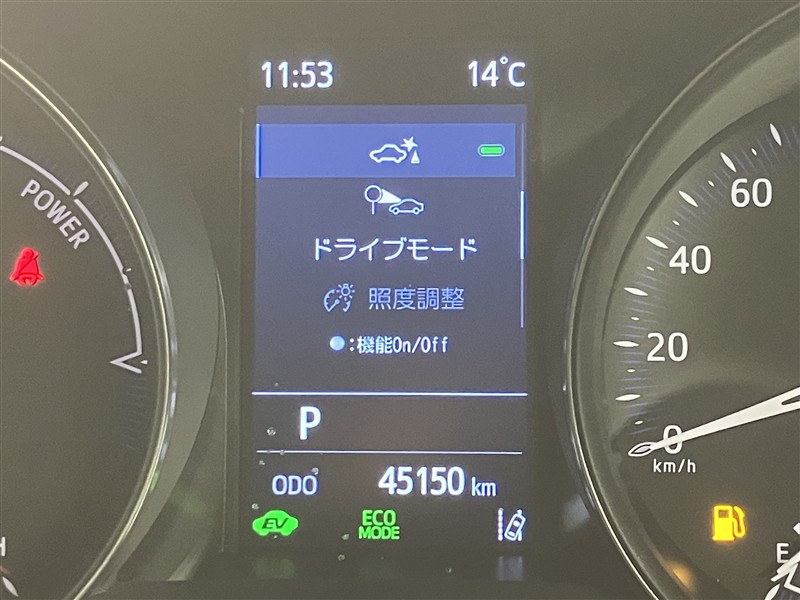 11:53 14°C
ドライブモード
照度調整
:機能On/Off
P
ODO 45150 km
EV
ECO
MODE
POWER
60
40
20
0
km/h
E
H